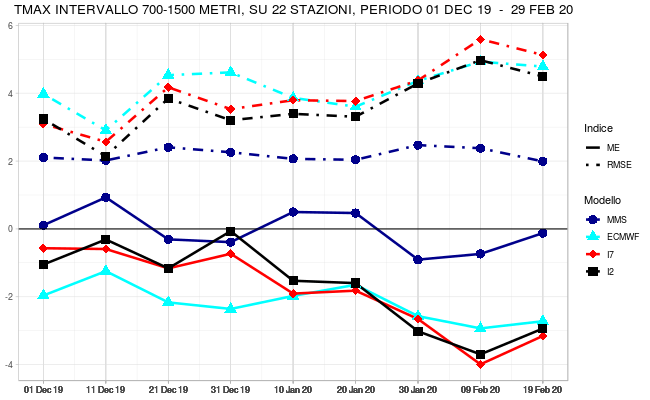 TMAX INTERVALLO 700-1500 METRI, SU 22 STAZIONI, PERIODO 01 DEC 19 - 29 FEB 20
6
4
2
0
-2
-4
01 Dec 19 11 Dec 19 21 Dec 19 31 Dec 19 10 Jan 20 20 Jan 20 30 Jan 20 09 Feb 20 19 Feb 20
Indice
ME
RMSE
Modello
MMS
ECMWF
I7
I2